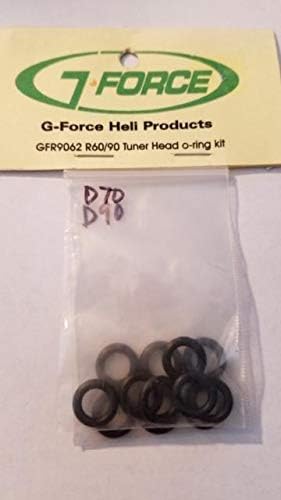 G-FORCE
G-Force Heli Products
GFR9062 R60/90 Tuner Head o-ring kit
D70
D90